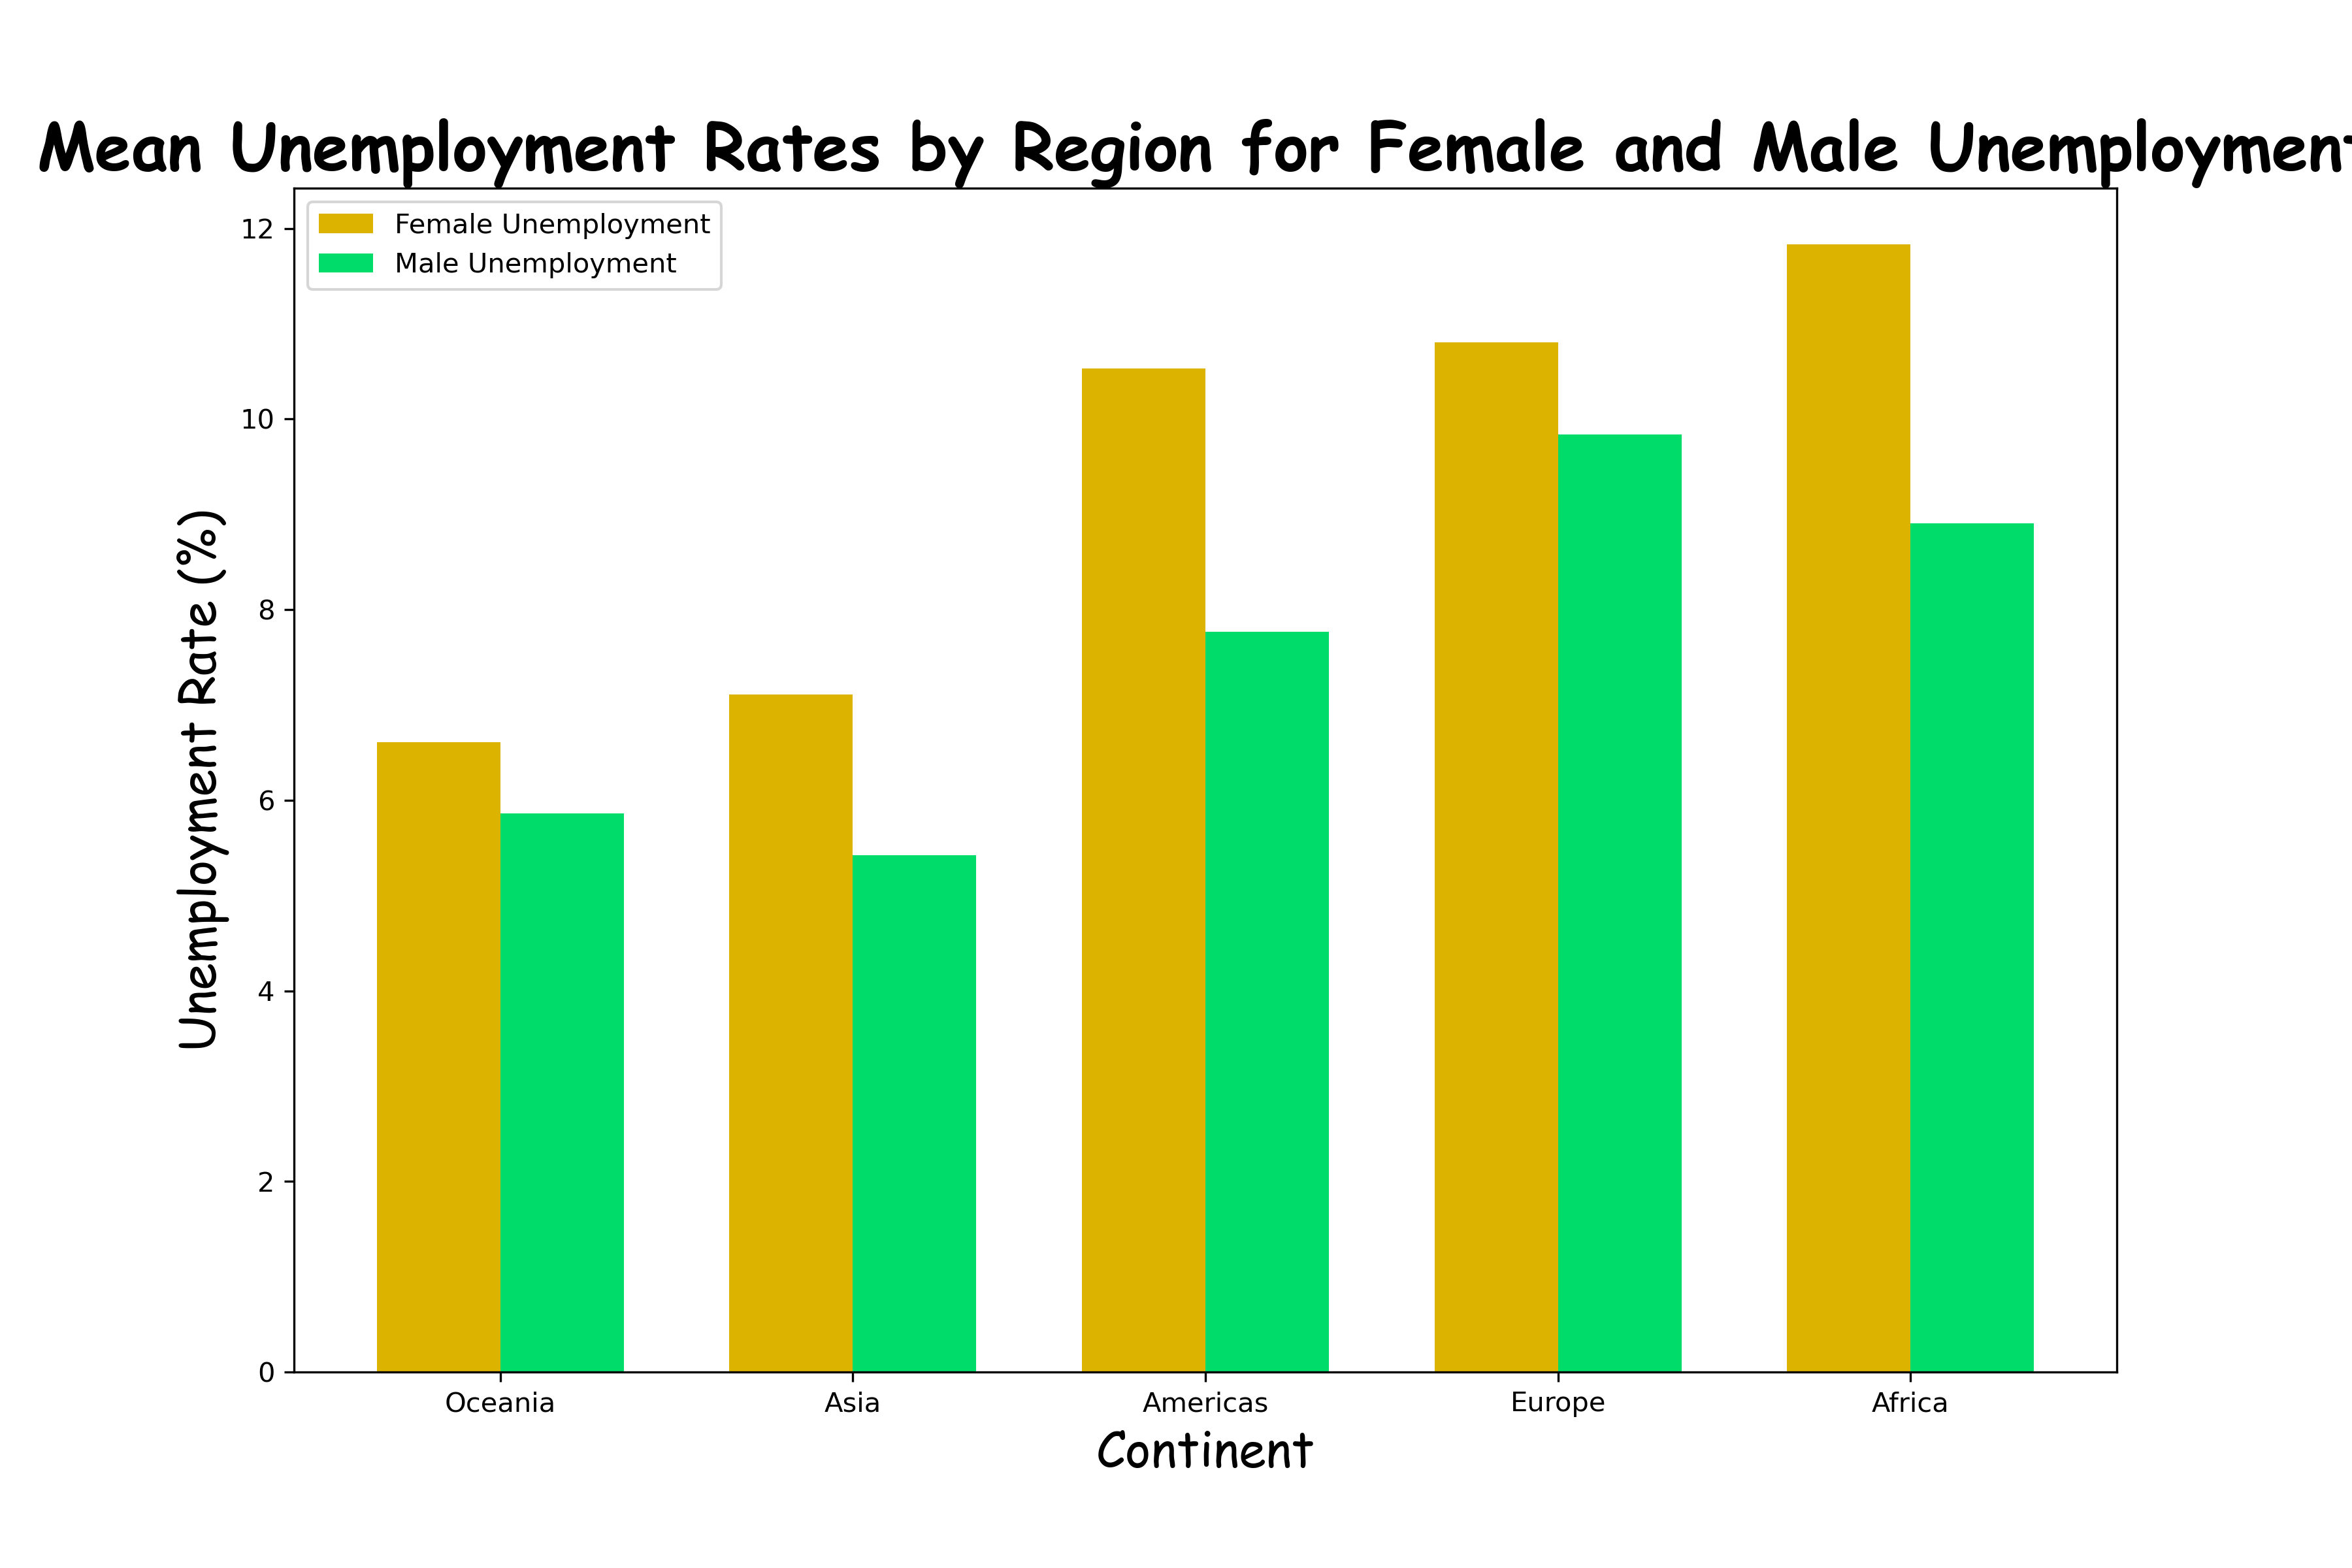 Mean Unemployment Rates by Region for Female and Male Unemployment
Female Unemployment
Male Unemployment
12
10
8
6
4
2
0
Unemployment Rate (%)
Oceania
Asia
Americas
Europe
Africa
Continent